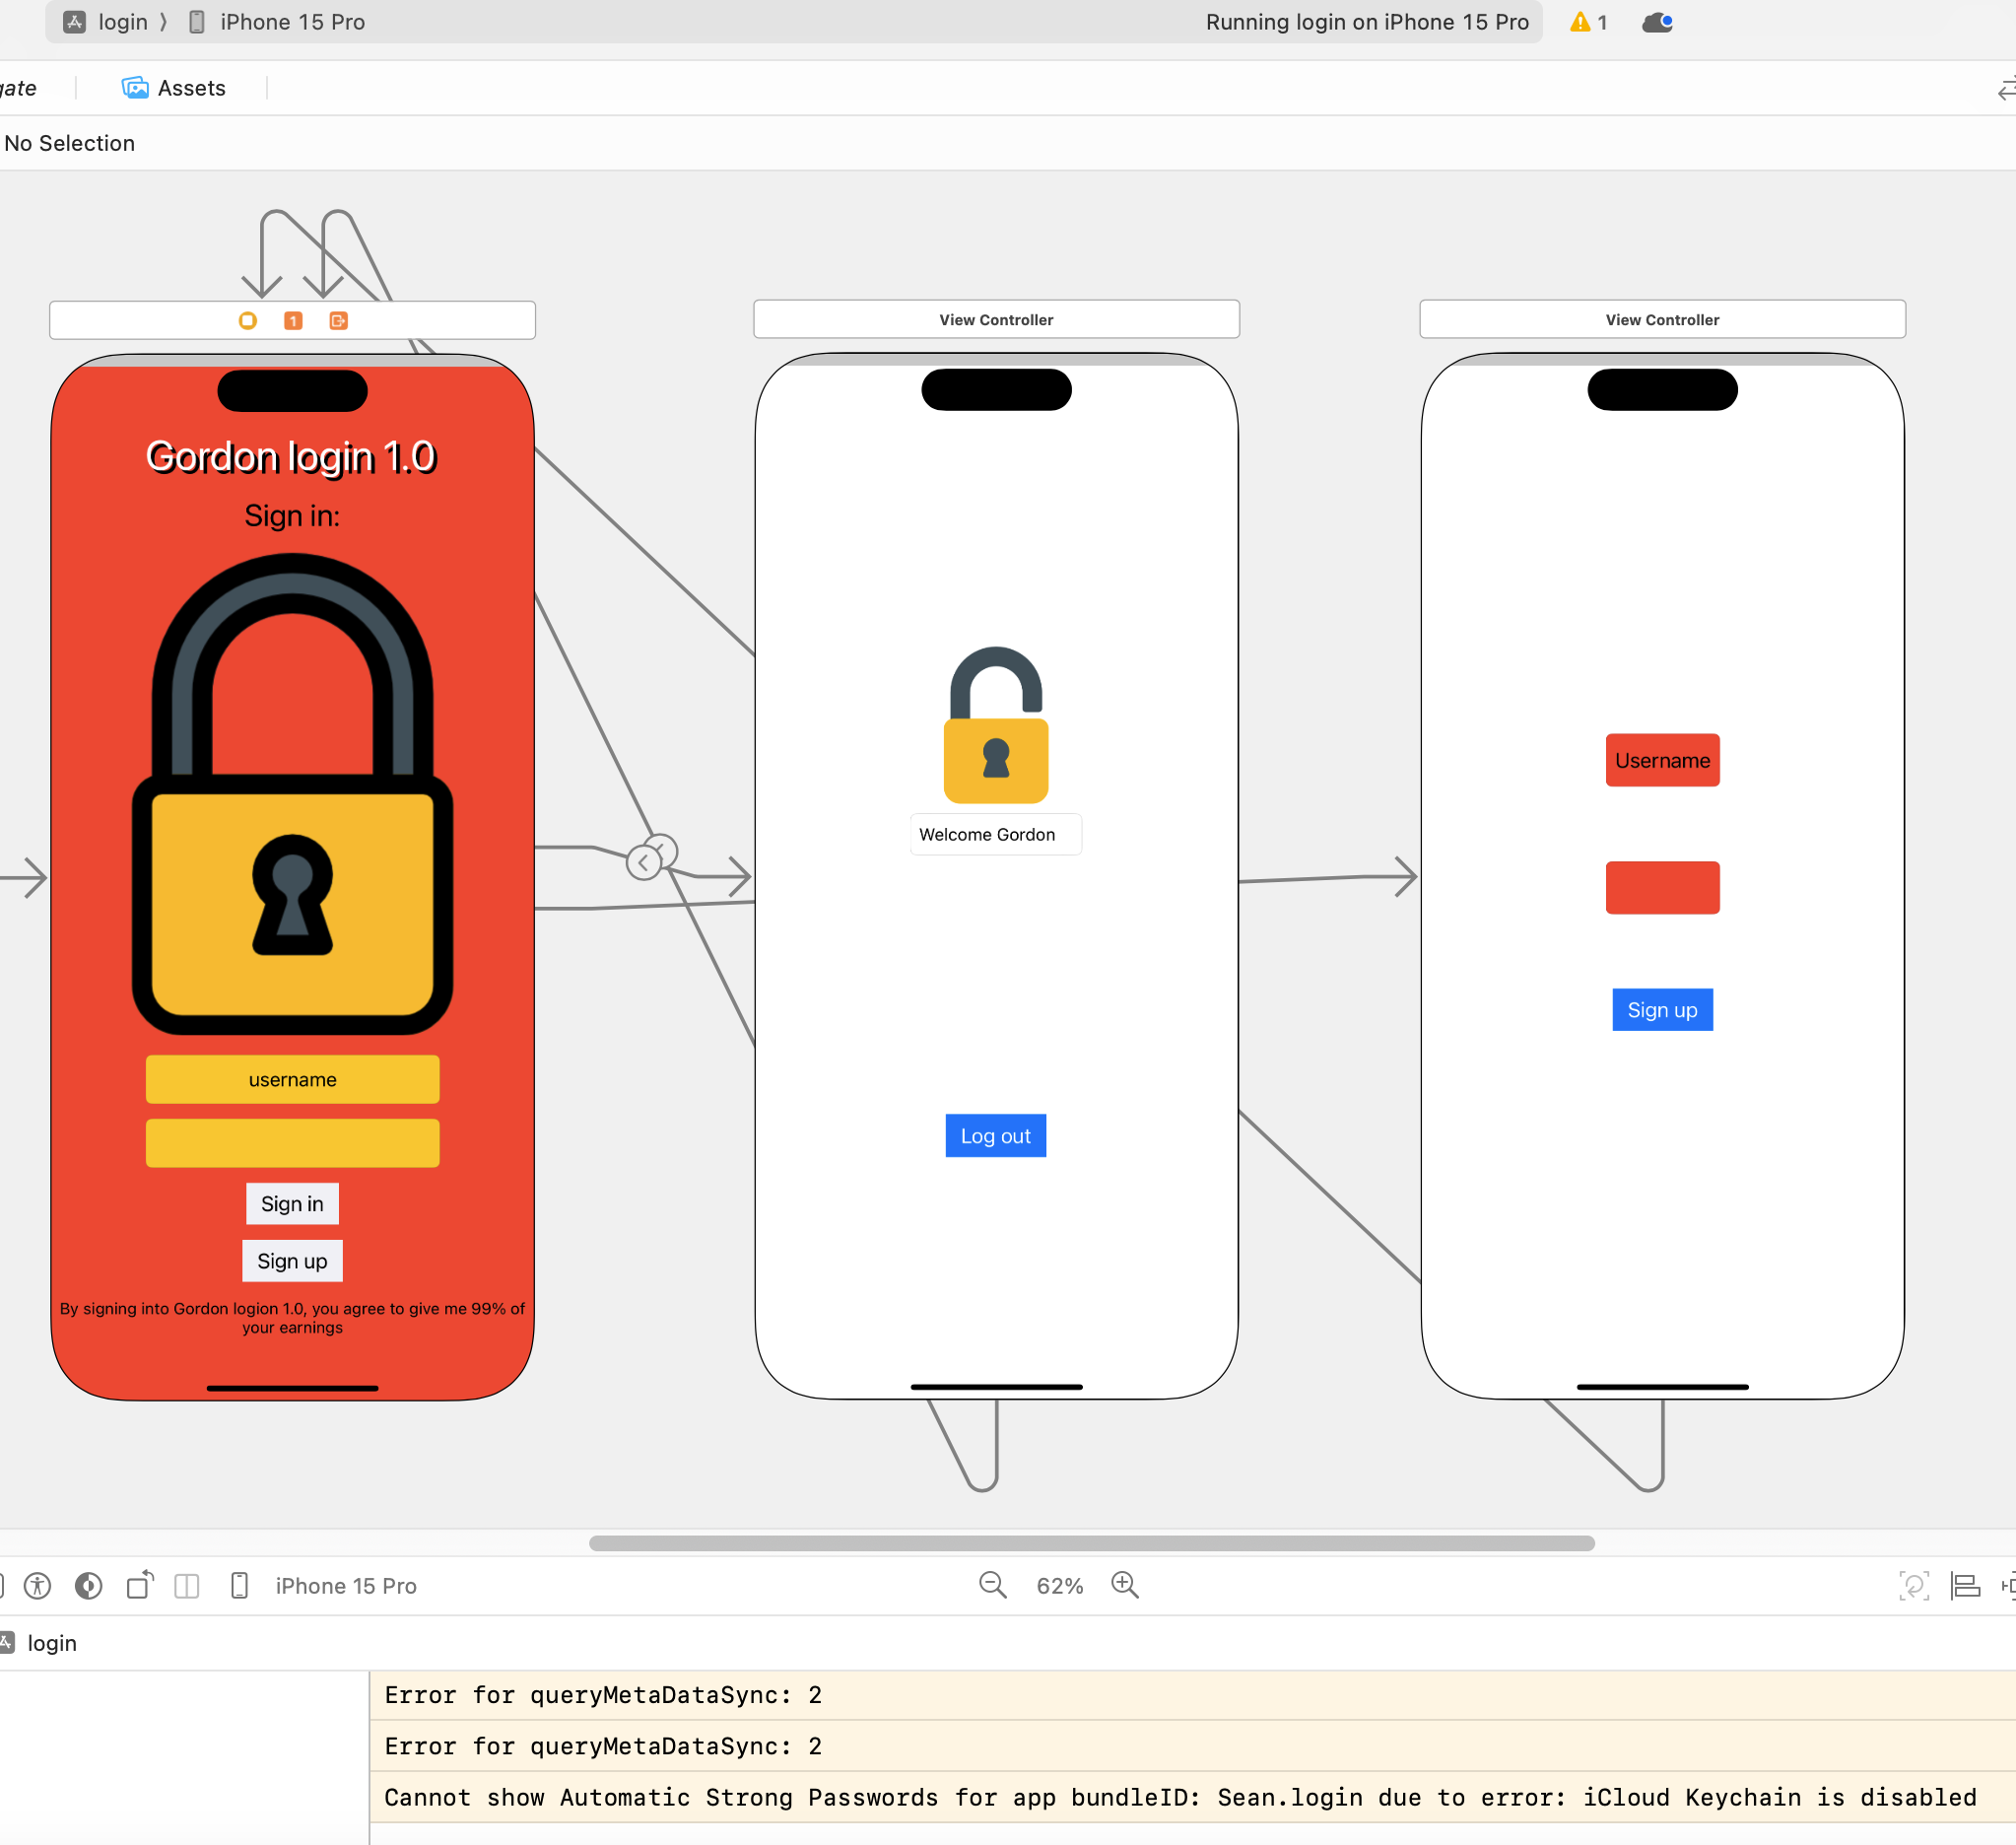 login
iPhone 15 Pro
Running login on iPhone 15 Pro
1
gate
Assets
No Selection
1
View Controller
View Controller
Gordon login 1.0
Sign in:
username
Sign in
Sign up
By signing into Gordon logion 1.0, you agree to give me 99% of
your earnings
Welcome Gordon
Log out
Username
Sign up
iPhone 15 Pro
62%
login
Error for queryMetaDataSync: 2
Error for queryMetaDataSync: 2
Cannot show Automatic Strong Passwords for app bundleID: Sean.login due to error: iCloud Keychain is disabled